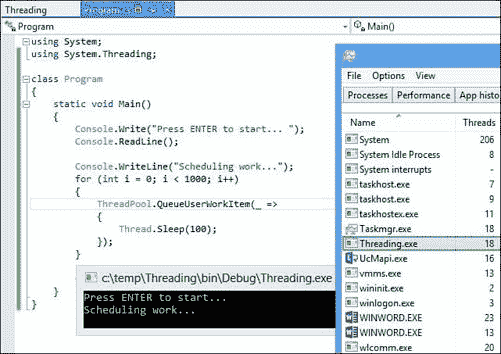 Threading
Program
Program
Main()
using System;
using System.Threading;
class Program
{
static void Main()
{
Console.Write("Press ENTER to start... ");
Console.ReadLine();
Console.WriteLine("Scheduling work...");
for (int i = 0; i < 1000; i++)
{
ThreadPool.QueueUserWorkItem(_ =>
{
Thread.Sleep(100);
});
}
}
}
c:\temp\Threading\bin\Debug\Threading.exe
Press ENTER to start...
Scheduling work...
File Options View
Processes Performance App histo
Name Threads
System 206
System Idle Process 8
System interrupts -
taskhost.exe 7
taskhost.exe 9
taskhostex.exe 11
Taskmgr.exe 18
Threading.exe 18
UcMapi.exe 18
vmms.exe 18
wininit.exe 2
winlogon.exe 3
WINWORD.EXE 23
WINWORD.EXE 13
wlcomm.exe 20